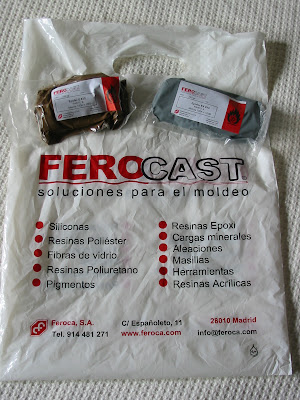 FEROCAST
FEROCAST
FEROCAST
soluciones para el moldeo
Siliconas
Resinas Poliéster
Fibras de vidrio
Resinas Poliuretano
Pigmentos
Resinas Epoxi
Cargas minerales
Aleaciones
Masillas
Herramientas
Resinas Acrílicas
Feroca, S.A. C/ Españoleto, 11 28010 Madrid
Tel. 914 481 271 www.feroca.com info@feroca.com